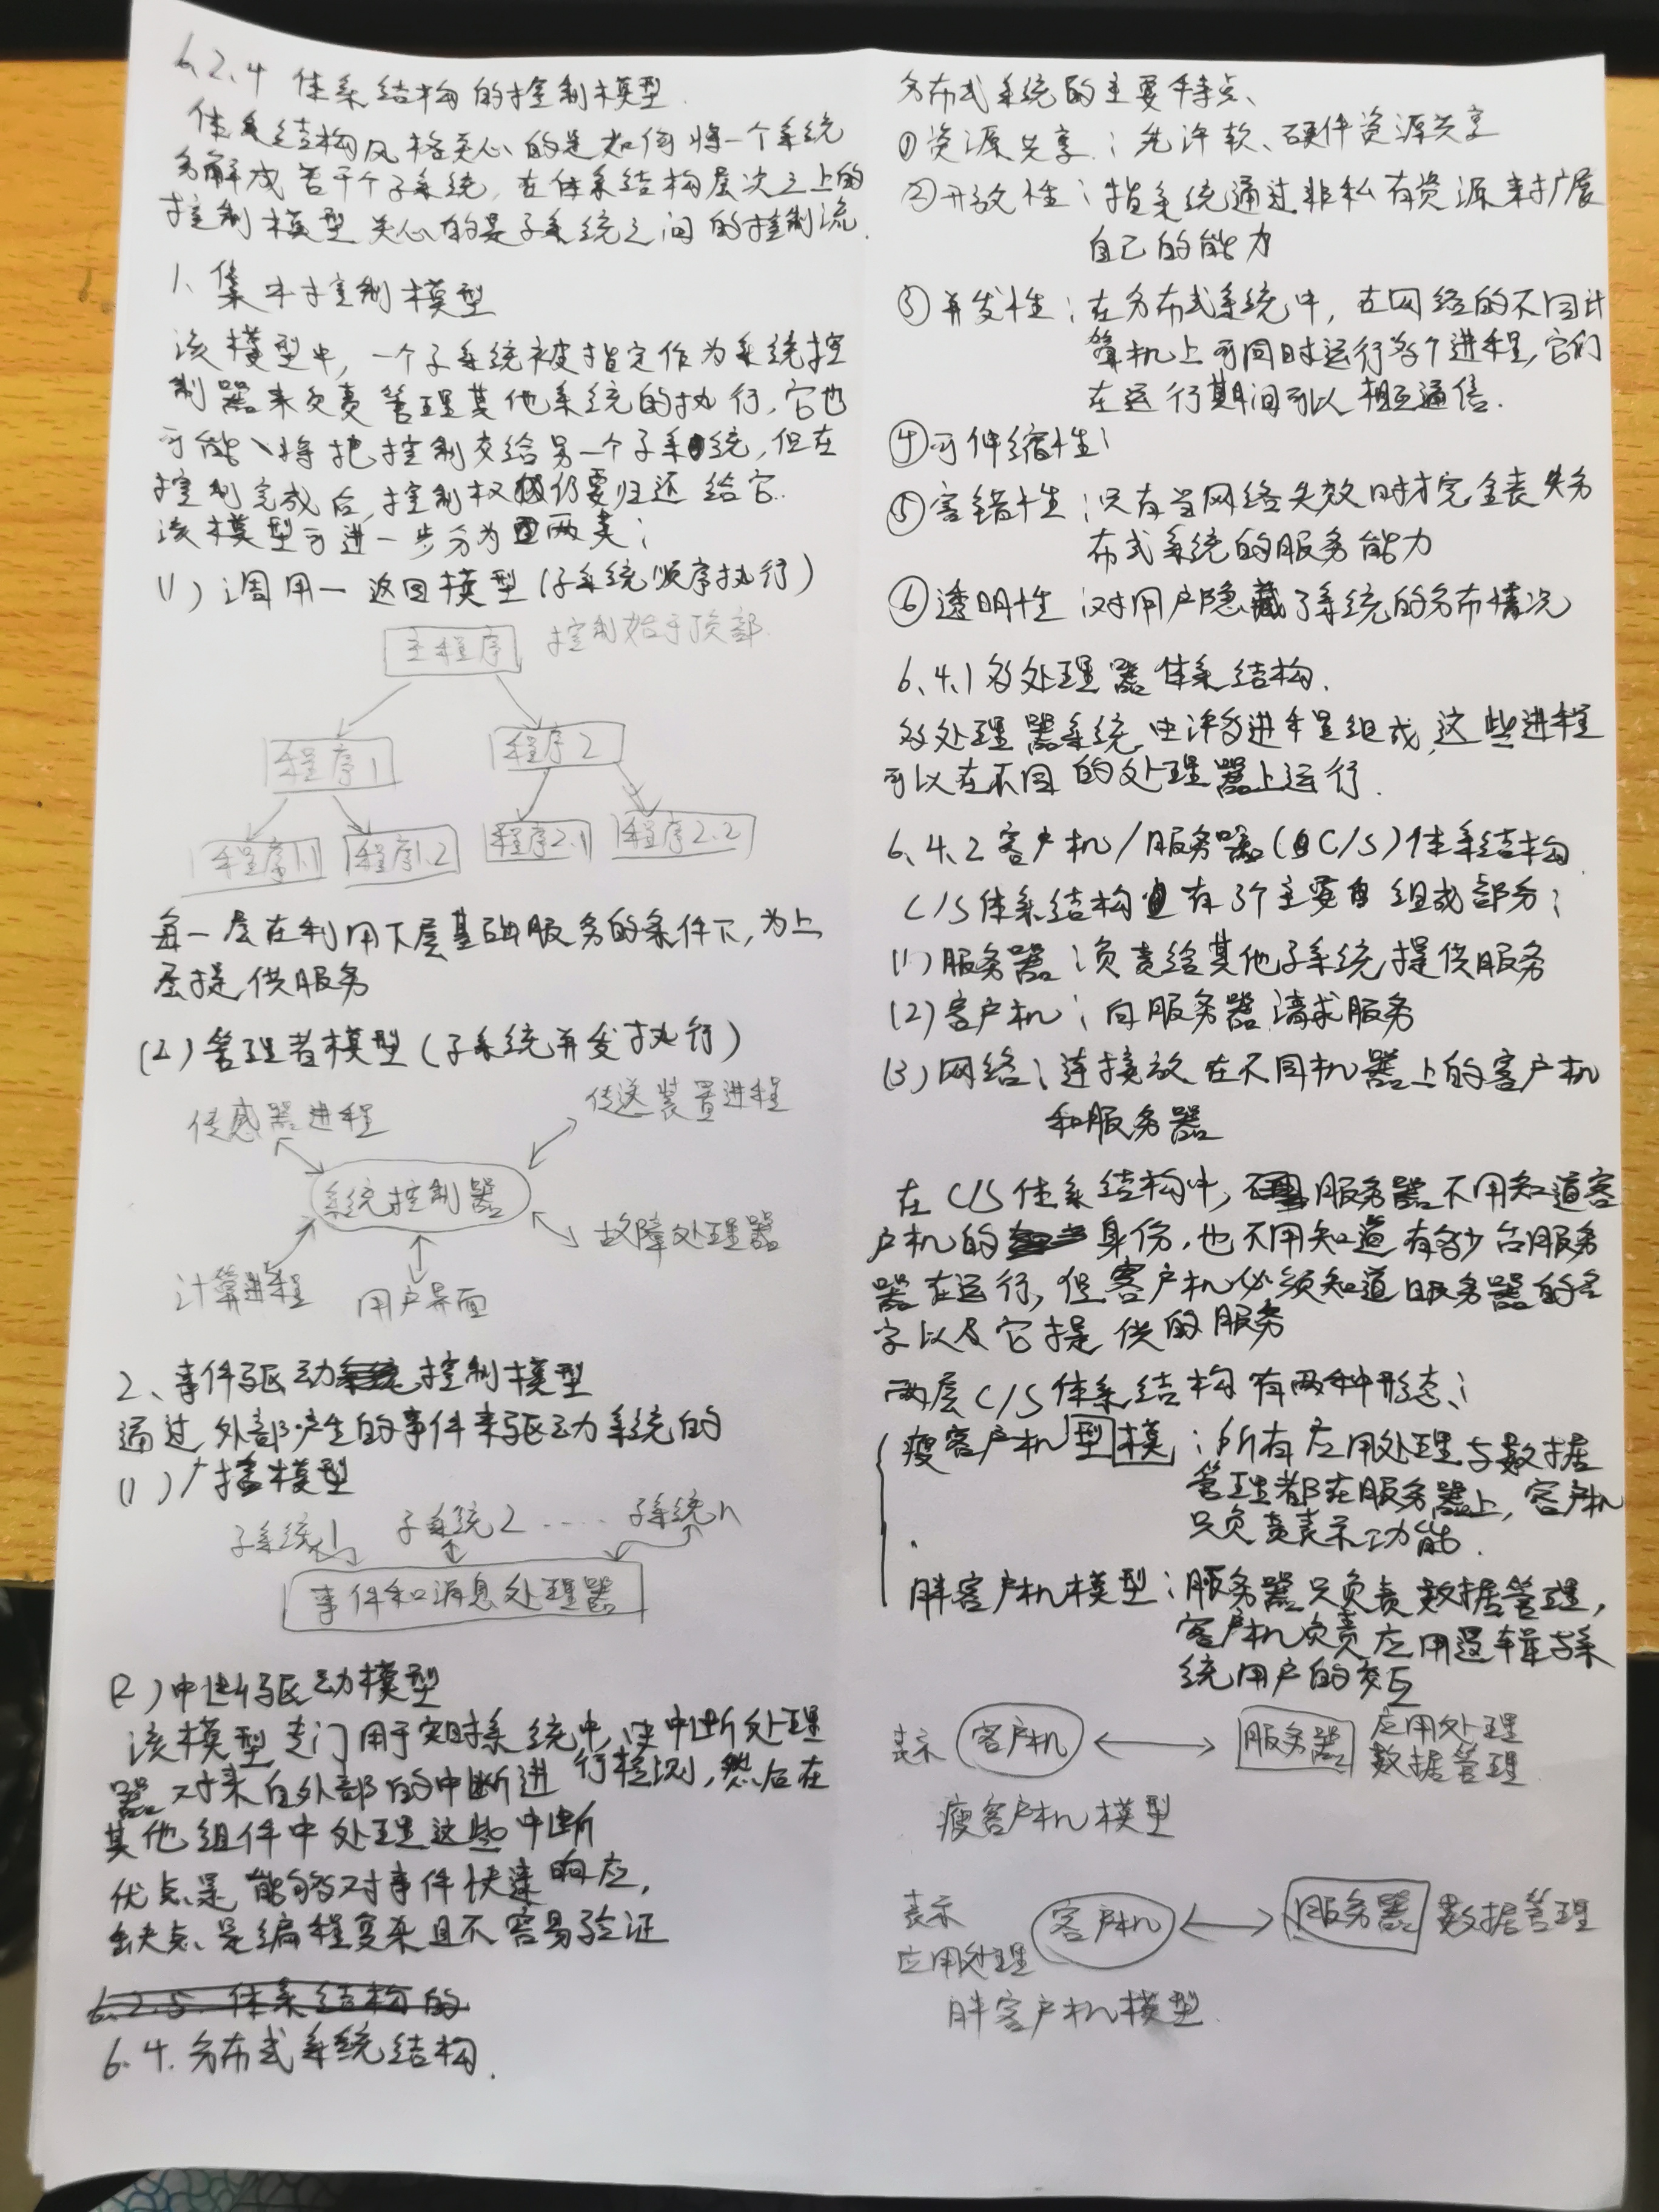 6.2.4 体系结构的控制模型.
体系结构风格关心的是如何将一个系统
分解成若干个子系统, 在体系结构层次之上的
控制模型关心的是子系统之间的控制流.
1、集中控制模型
该模型中, 一个子系统被指定作为系统控
制器来负责管理其他系统的执行, 它也
可能将把控制交给另一个子系统, 但在
控制完成后, 控制权仍要归还给它.
该模型可进一步分为两类:
(1) 调用—返回模型 (子系统顺序执行)
主程序 控制始于顶部.
程序1 程序2
程序1.1 程序1.2 程序2.1 程序2.2
每一层在利用下层基础服务的条件下, 为上
层提供服务
(2) 管理者模型 (子系统并发执行)
传感器进程 传送装置进程
系统控制器
故障处理器
计算进程 用户界面
2、事件驱动控制模型
通过外部产生的事件来驱动系统的
(1) 广播模型
子系统1 子系统2 .... 子系统n
事件和消息处理器
(2) 中断驱动模型
该模型专门用于实时系统中, 由中断处理
器对来自外部的中断进行检测, 然后在
其他组件中处理这些中断
优点是能够对事件快速响应,
缺点是编程复杂且不容易验证
6.2.5 体系结构的
6.4. 分布式系统结构.
分布式系统的主要特点、
①资源共享: 允许软、硬件资源共享
②开放性: 指系统通过非私有资源来扩展
自己的能力
③并发性: 在分布式系统中, 在网络的不同计
算机上可同时运行多个进程, 它们
在运行期间可以相互通信.
④可伸缩性:
⑤容错性: 只有当网络失效时才完全丧失分
布式系统的服务能力
⑥透明性: 对用户隐藏了系统的分布情况
6.4.1 多处理器体系结构.
多处理器系统由许多进程组成, 这些进程
可以在不同的处理器上运行.
6.4.2 客户机/服务器 (C/S) 体系结构.
C/S体系结构有3个主要组成部分:
(1) 服务器: 负责给其他子系统提供服务
(2) 客户机: 向服务器请求服务
(3) 网络: 连接放在不同机器上的客户机
和服务器
在C/S体系结构中, 服务器不用知道客
户机的身份, 也不用知道有多少台服务
器在运行, 但客户机必须知道服务器的名
字以及它提供的服务
两层C/S体系结构有两种形态:
瘦客户机型模: 所有应用处理与数据
管理都在服务器上, 客户机
只负责表示功能.
胖客户机模型: 服务器只负责数据管理,
客户机负责应用逻辑与系
统用户的交互
表示 客户机 服务器 应用处理
数据管理
瘦客户机模型
表示 客户机 服务器 数据管理
应用处理
胖客户机模型.